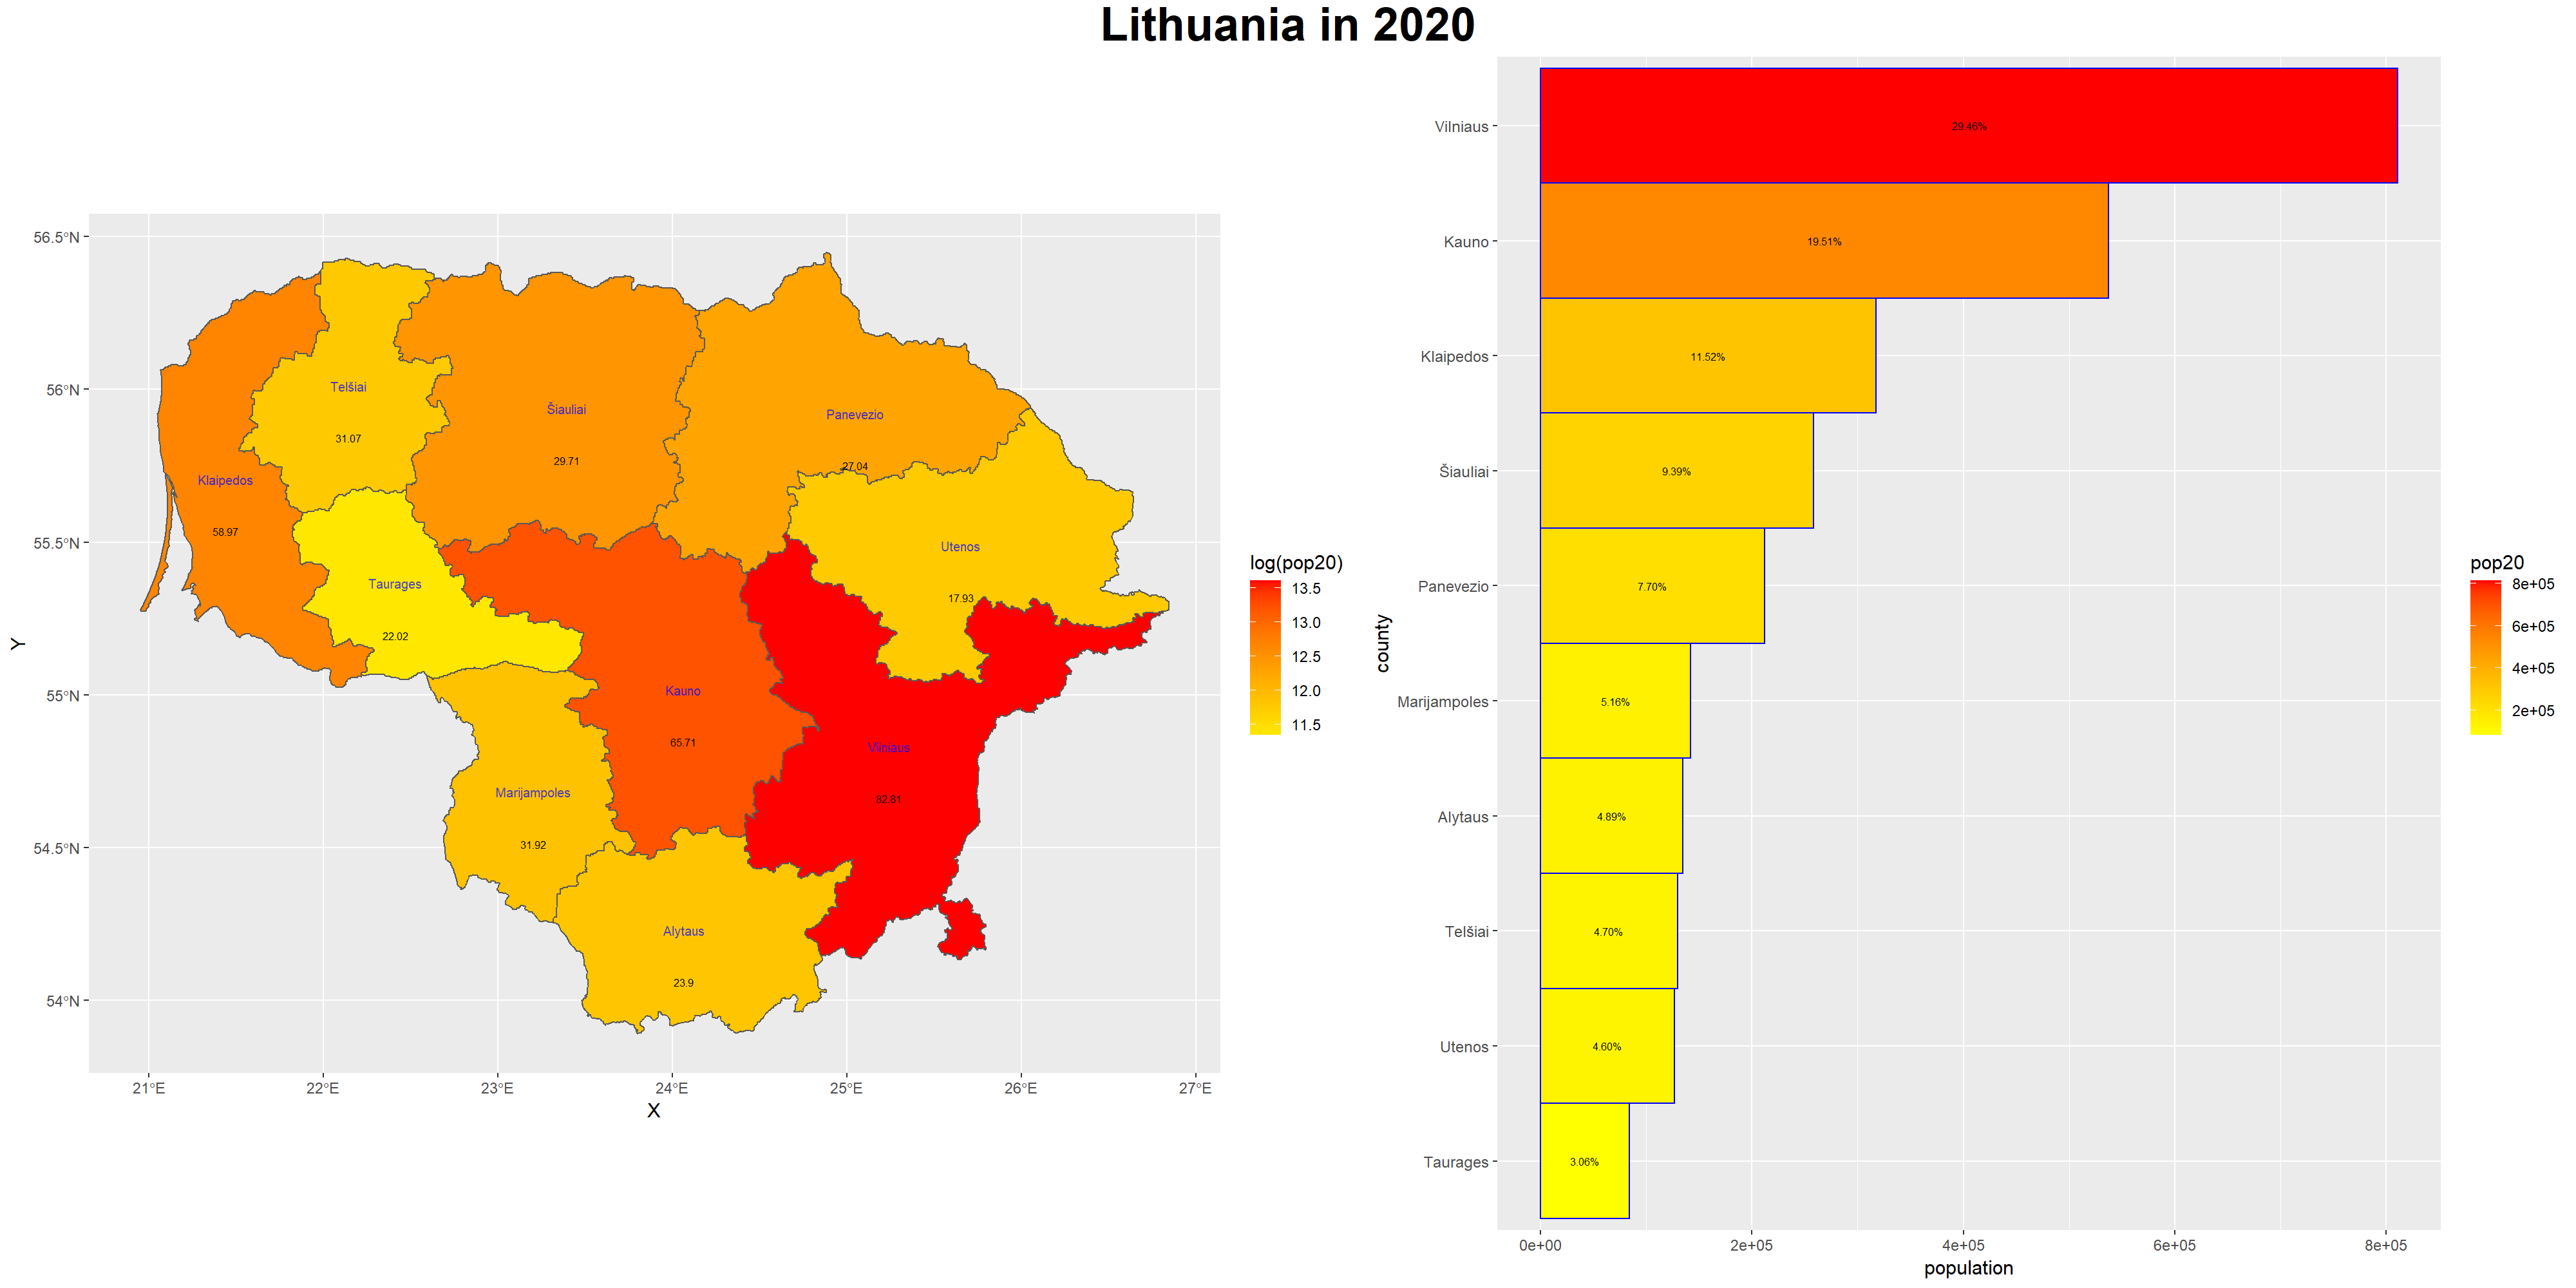 Lithuania in 2020
Y
56.5°N
56°N
55.5°N
55°N
54.5°N
54°N
Telšiai
31.07
Šiauliai
29.71
Panevezio
27.04
Klaipedos
58.97
Utenos
17.93
Taurages
22.02
Kauno
65.71
Vilniaus
82.81
Marijampoles
31.92
Alytaus
23.9
21°E
22°E
23°E
24°E
25°E
26°E
27°E
X
log(pop20)
13.5
13.0
12.5
12.0
11.5
county
Vilniaus
29.46%
Kauno
19.51%
Klaipedos
11.52%
Šiauliai
9.39%
Panevezio
7.70%
Marijampoles
5.16%
Alytaus
4.89%
Telšiai
4.70%
Utenos
4.60%
Taurages
3.06%
0e+00
2e+05
4e+05
6e+05
8e+05
population
pop20
8e+05
6e+05
4e+05
2e+05